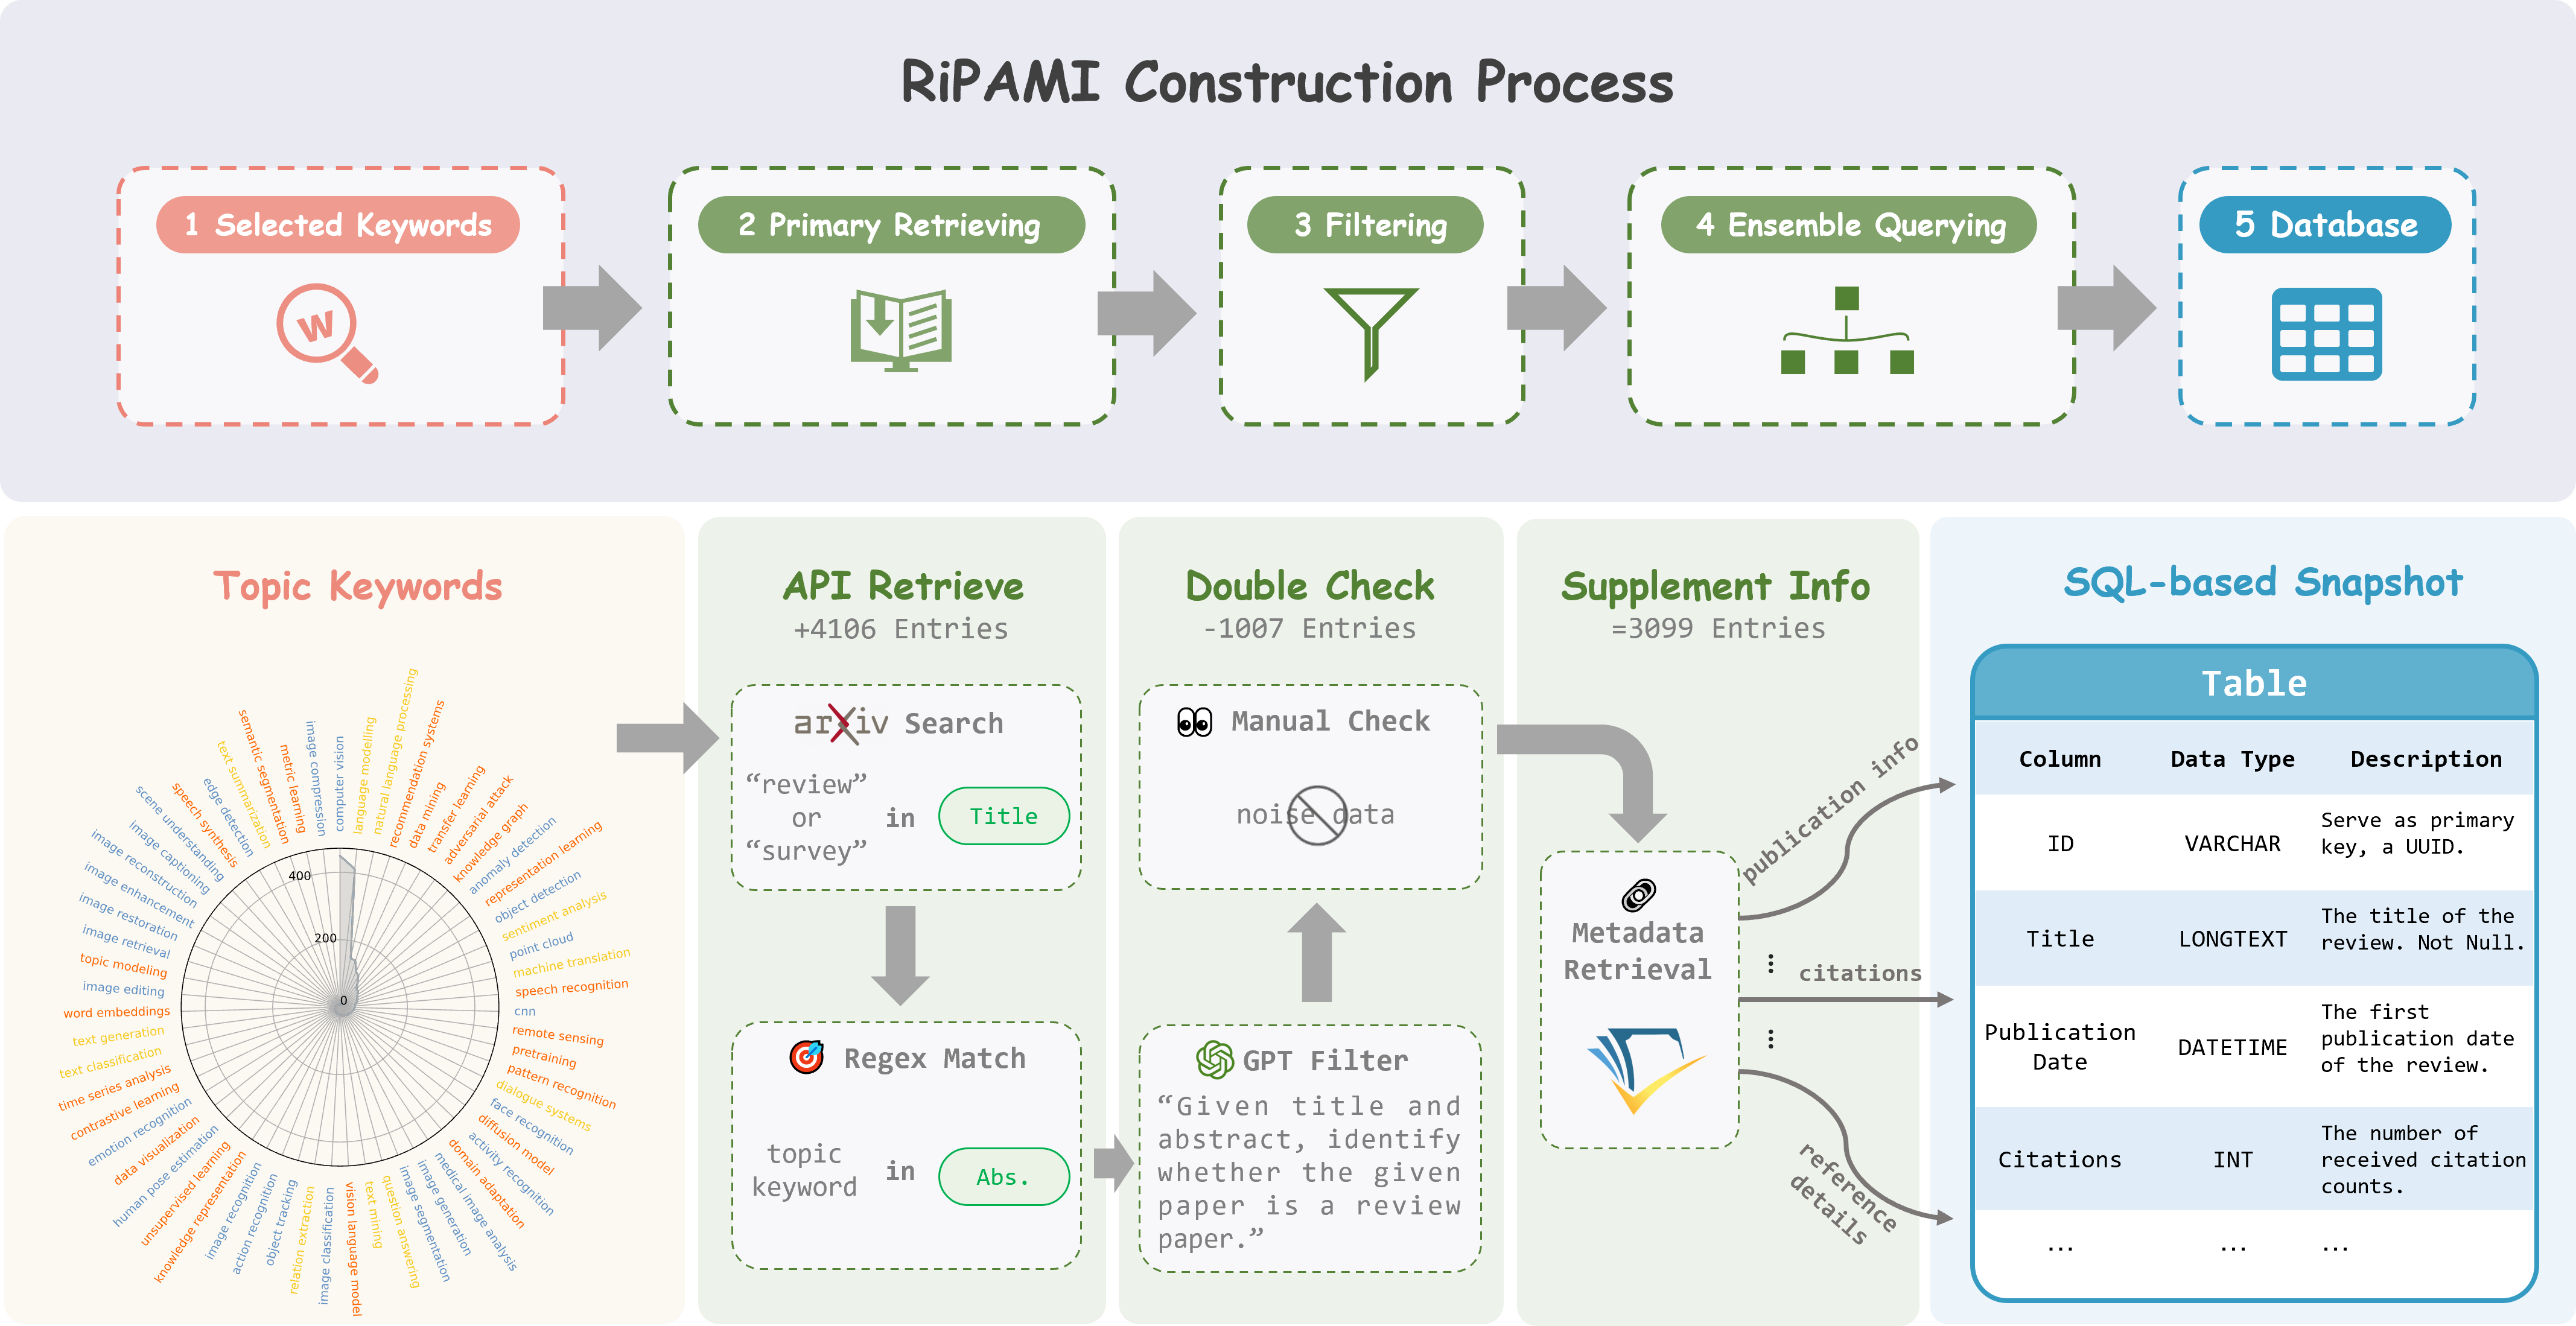 RiPAMI Construction Process
1 Selected Keywords
W
2 Primary Retrieving
3 Filtering
4 Ensemble Querying
5 Database
Topic Keywords
computer vision
language modelling
natural language processing
recommendation systems
data mining
transfer learning
adversarial attack
knowledge graph
anomaly detection
representation learning
object detection
sentiment analysis
point cloud
machine translation
speech recognition
cnn
remote sensing
pretraining
pattern recognition
dialogue systems
face recognition
diffusion model
activity recognition
domain adaptation
medical image analysis
image generation
image segmentation
question answering
text mining
vision language model
image classification
relation extraction
object tracking
action recognition
image recognition
knowledge representation
unsupervised learning
human pose estimation
data visualization
emotion recognition
contrastive learning
time series analysis
text classification
text generation
word embeddings
image editing
topic modeling
image retrieval
image restoration
image enhancement
image reconstruction
image captioning
scene understanding
speech synthesis
edge detection
text summarization
semantic segmentation
metric learning
image compression
400
200
0
API Retrieve
+4106 Entries
arXiv Search
“review”
or
“survey”
in
Title
Regex Match
topic
keyword
in
Abs.
Double Check
-1007 Entries
Manual Check
noise data
GPT Filter
“Given title and
abstract, identify
whether the given
paper is a review
paper.”
Supplement Info
=3099 Entries
Metadata
Retrieval
publication info
...
citations
...
reference
details
SQL-based Snapshot
Table
Column Data Type Description
ID VARCHAR Serve as primary
key, a UUID.
Title LONGTEXT The title of the
review. Not Null.
Publication
Date DATETIME The first
publication date
of the review.
Citations INT The number of
received citation
counts.
... ... ...